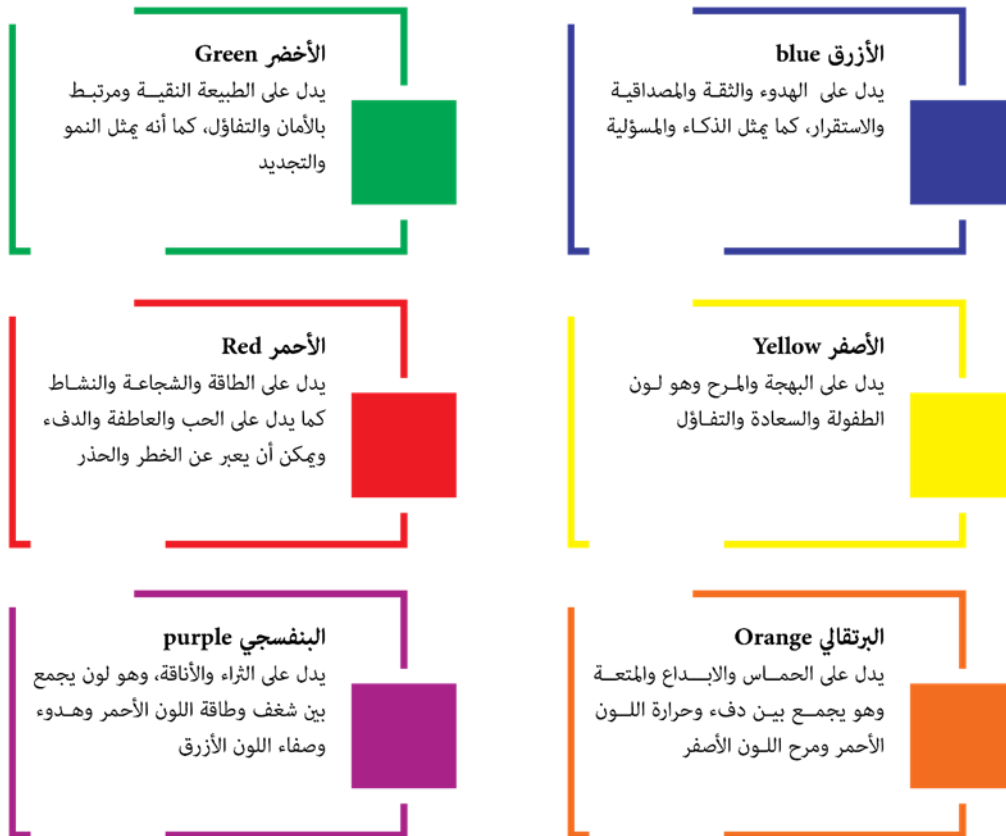 الأزرق blue
يدل على الهدوء والثقة والمصداقية
والاستقرار، كما يمثل الذكاء والمسؤلية
الأخضر Green
يدل على الطبيعة النقية ومرتبط
بالأمان والتفاؤل، كما أنه يمثل النمو
والتجديد
الأصفر Yellow
يدل على البهجة والمرح وهو لون
الطفولة والسعادة والتفاؤل
الأحمر Red
يدل على الطاقة والشجاعة والنشاط
كما يدل على الحب والعاطفة والدفء
ويمكن أن يعبر عن الخطر والحذر
البرتقالي Orange
يدل على الحماس والابداع والمتعة
وهو يجمع بين دفء وحرارة اللون
الأحمر ومرح اللون الأصفر
البنفسجي purple
يدل على الثراء والأناقة، وهو لون يجمع
بين شغف وطاقة اللون الأحمر وهدوء
وصفاء اللون الأزرق